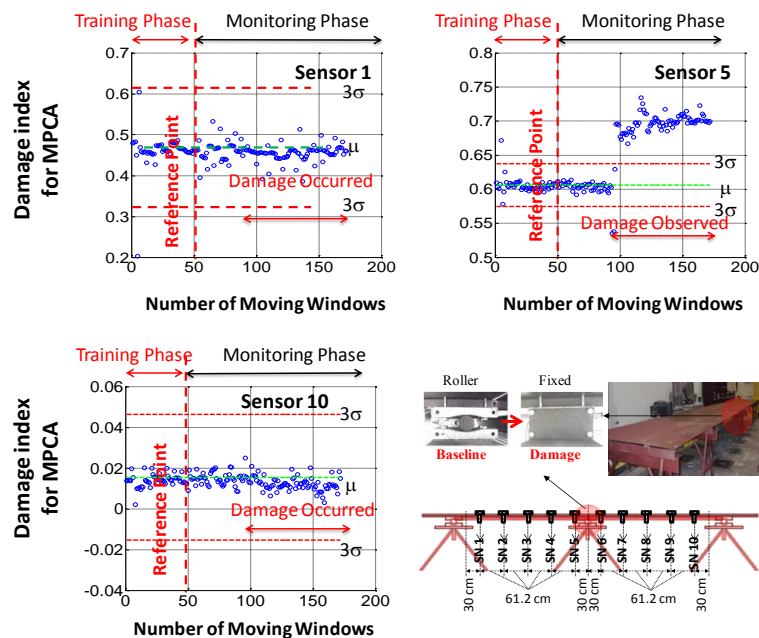 Training Phase
Monitoring Phase
Damage index for MPCA
0.7
0.6
0.5
0.4
0.3
0.2
Sensor 1
3σ
μ
Damage Occurred
3σ
Reference Point
0 50 100 150 200
Number of Moving Windows
Training Phase
Monitoring Phase
0.8
0.75
0.7
0.65
0.6
0.55
0.5
Sensor 5
3σ
μ
3σ
Damage Observed
Reference Point
0 50 100 150 200
Number of Moving Windows
Training Phase
Monitoring Phase
Damage index for MPCA
0.06
0.04
0.02
0
-0.02
-0.04
Sensor 10
3σ
μ
Damage Occurred
3σ
Reference Point
0 50 100 150 200
Number of Moving Windows
Roller
Fixed
Baseline
Damage
SN 1
SN 2
SN 3
SN 4
SN 5
SN 6
SN 7
SN 8
SN 9
SN 10
30 cm
61.2 cm
30 cm
30 cm
61.2 cm
30 cm